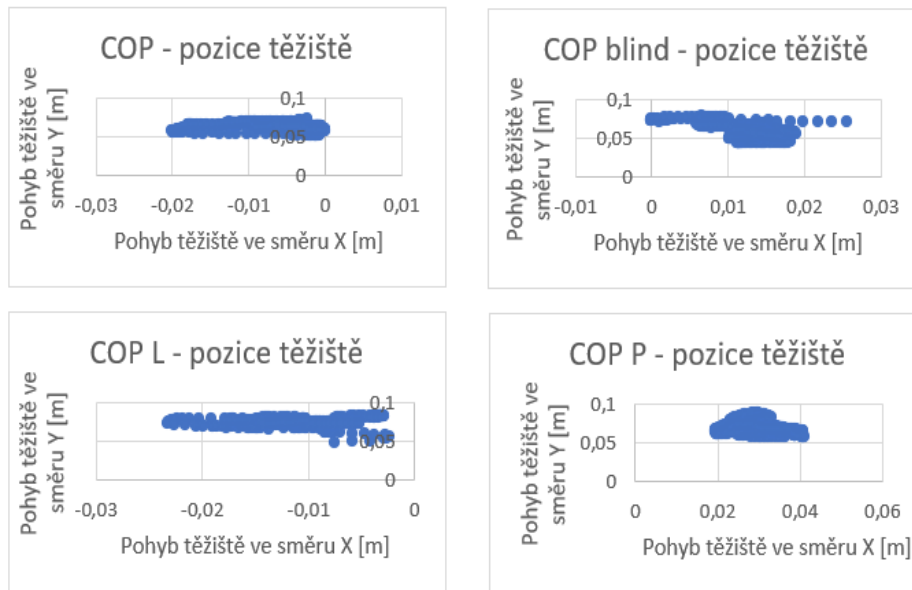 COP - pozice těžiště
Pohyb těžiště ve
směru Y [m]
0,1
0,05
0
-0,03 -0,02 -0,01 0 0,01
Pohyb těžiště ve směru X [m]
COP blind - pozice těžiště
Pohyb těžiště ve
směru Y [m]
0,1
0,05
0
-0,01 0 0,01 0,02 0,03
Pohyb těžiště ve směru X [m]
COP L - pozice těžiště
Pohyb těžiště ve
směru Y [m]
0,1
0,05
0
-0,03 -0,02 -0,01 0
Pohyb těžiště ve směru X [m]
COP P - pozice těžiště
Pohyb těžiště ve
směru Y [m]
0,1
0,05
0
0 0,02 0,04 0,06
Pohyb těžiště ve směru X [m]